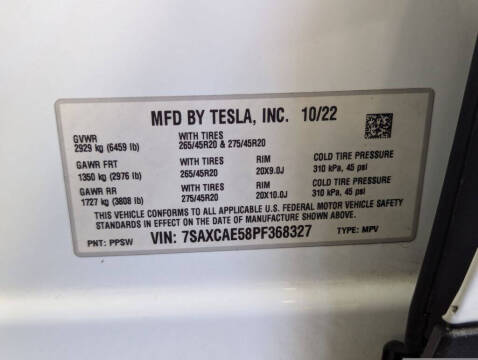 MFD BY TESLA, INC. 10/22
GVWR WITH TIRES
2929 kg (6459 lb) 265/45R20 & 275/45R20
GAWR FRT WITH TIRES RIM COLD TIRE PRESSURE
1350 kg (2976 lb) 265/45R20 20X9.0J 310 kPa, 45 psi
GAWR RR WITH TIRES RIM COLD TIRE PRESSURE
1727 kg (3808 lb) 275/45R20 20X10.0J 310 kPa, 45 psi
THIS VEHICLE CONFORMS TO ALL APPLICABLE U.S. FEDERAL MOTOR VEHICLE SAFETY
STANDARDS IN EFFECT ON THE DATE OF MANUFACTURE SHOWN ABOVE.
PNT: PPSW VIN: 7SAXCAE58PF368327 TYPE: MPV